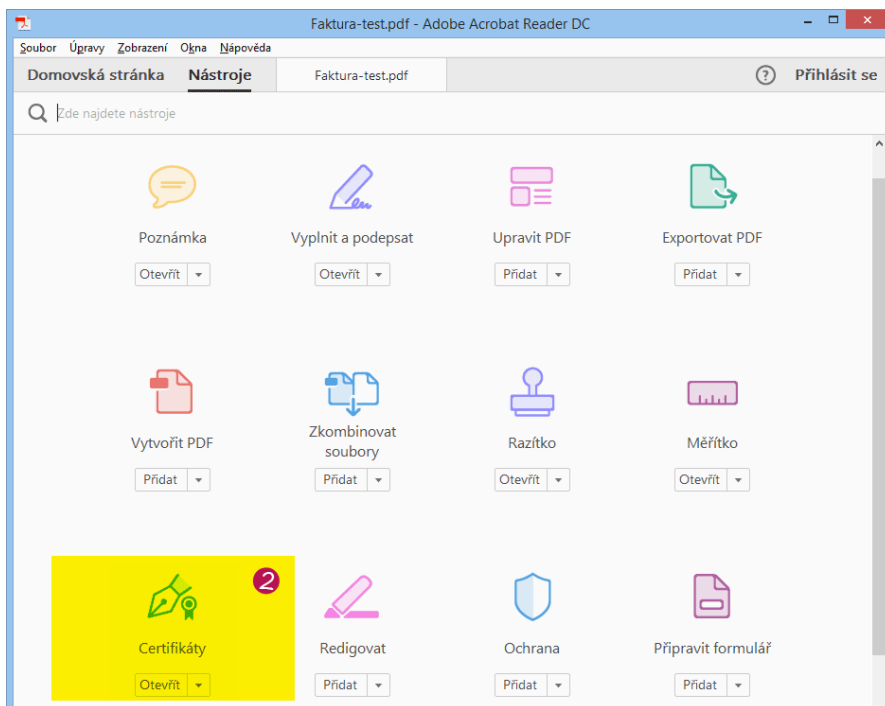 Faktura-test.pdf - Adobe Acrobat Reader DC
Soubor Úpravy Zobrazení Okna Nápověda
Domovská stránka Nástroje Faktura-test.pdf ? Přihlásit se
Zde najdete nástroje
Poznámka Vyplnit a podepsat Upravit PDF Exportovat PDF
Otevřít Otevřít Přidat Přidat
Vytvořit PDF Zkombinovat soubory Razítko Měřítko
Přidat Přidat Otevřít Otevřít
2
Certifikáty Redigovat Ochrana Připravit formulář
Otevřít Přidat Přidat Přidat